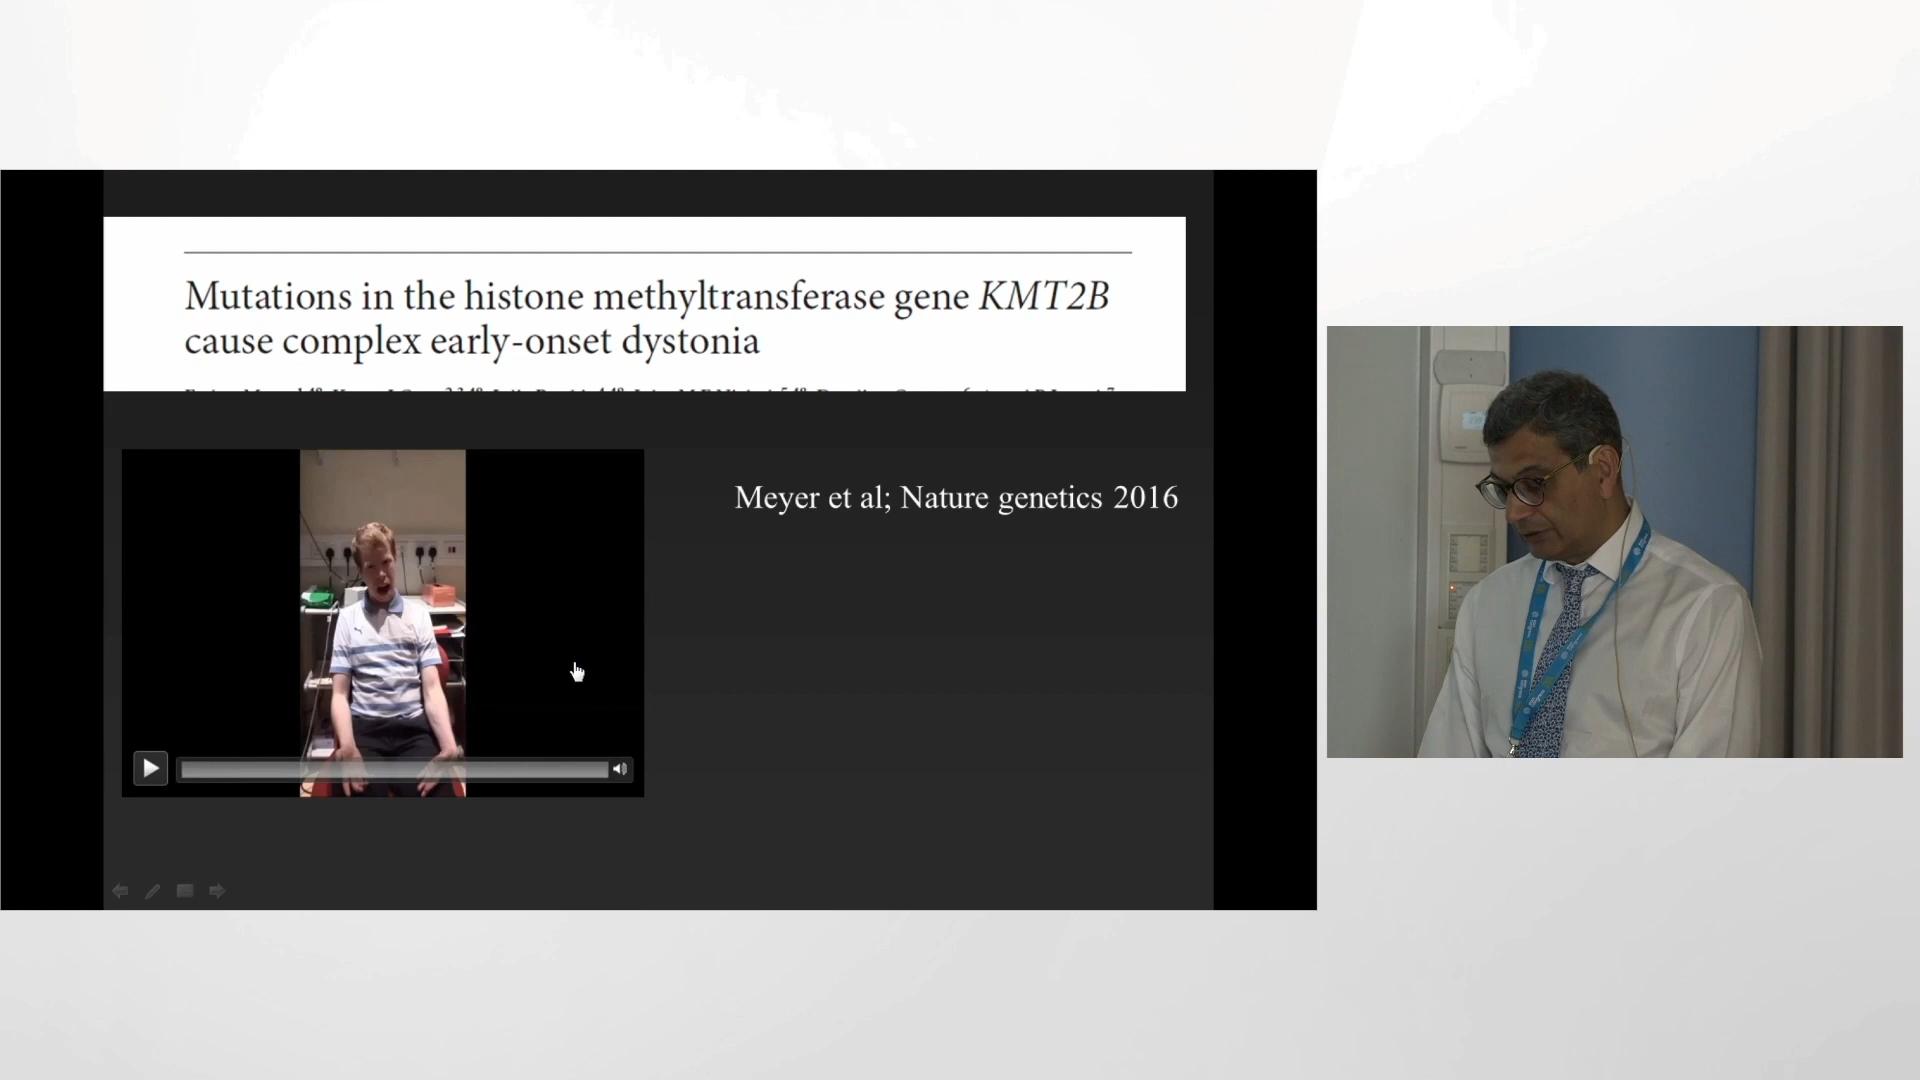 Mutations in the histone methyltransferase gene KMT2B
cause complex early-onset dystonia
Meyer et al; Nature genetics 2016